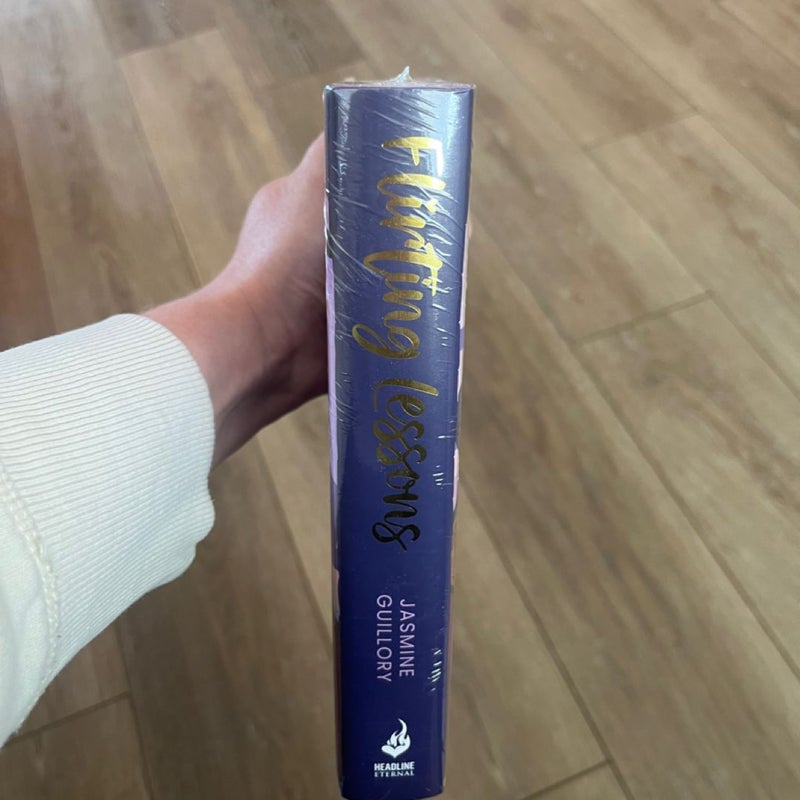 Flirting Lessons
JASMINE
GUILLORY
HEADLINE
ETERNAL